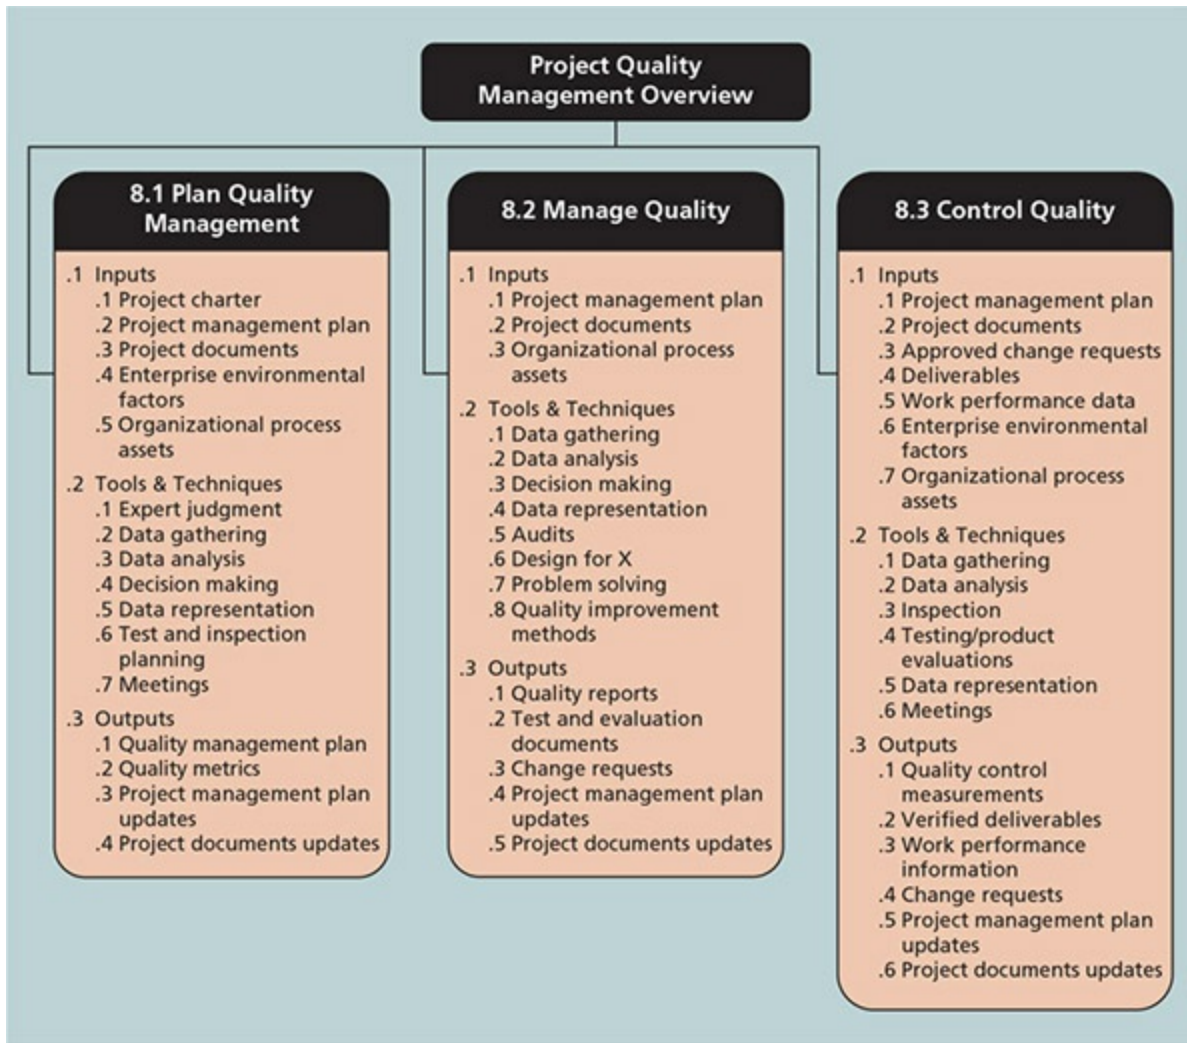 Project Quality
Management Overview
8.1 Plan Quality
Management
.1 Inputs
.1 Project charter
.2 Project management plan
.3 Project documents
.4 Enterprise environmental
factors
.5 Organizational process
assets
.2 Tools & Techniques
.1 Expert judgment
.2 Data gathering
.3 Data analysis
.4 Decision making
.5 Data representation
.6 Test and inspection
planning
.7 Meetings
.3 Outputs
.1 Quality management plan
.2 Quality metrics
.3 Project management plan
updates
.4 Project documents updates
8.2 Manage Quality
.1 Inputs
.1 Project management plan
.2 Project documents
.3 Organizational process
assets
.2 Tools & Techniques
.1 Data gathering
.2 Data analysis
.3 Decision making
.4 Data representation
.5 Audits
.6 Design for X
.7 Problem solving
.8 Quality improvement
methods
.3 Outputs
.1 Quality reports
.2 Test and evaluation
documents
.3 Change requests
.4 Project management plan
updates
.5 Project documents updates
8.3 Control Quality
.1 Inputs
.1 Project management plan
.2 Project documents
.3 Approved change requests
.4 Deliverables
.5 Work performance data
.6 Enterprise environmental
factors
.7 Organizational process
assets
.2 Tools & Techniques
.1 Data gathering
.2 Data analysis
.3 Inspection
.4 Testing/product
evaluations
.5 Data representation
.6 Meetings
.3 Outputs
.1 Quality control
measurements
.2 Verified deliverables
.3 Work performance
information
.4 Change requests
.5 Project management plan
updates
.6 Project documents updates